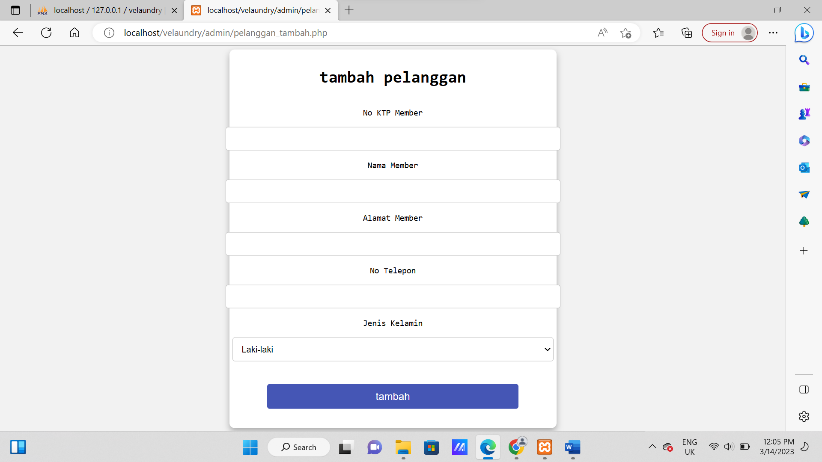 localhost / 127.0.0.1 / velaundry
localhost/velaundry/admin/pelan
localhost/velaundry/admin/pelanggan_tambah.php
Sign in
tambah pelanggan
No KTP Member
Nama Member
Alamat Member
No Telepon
Jenis Kelamin
Laki-laki
tambah
Search
ENG
UK
12:05 PM
3/14/2023